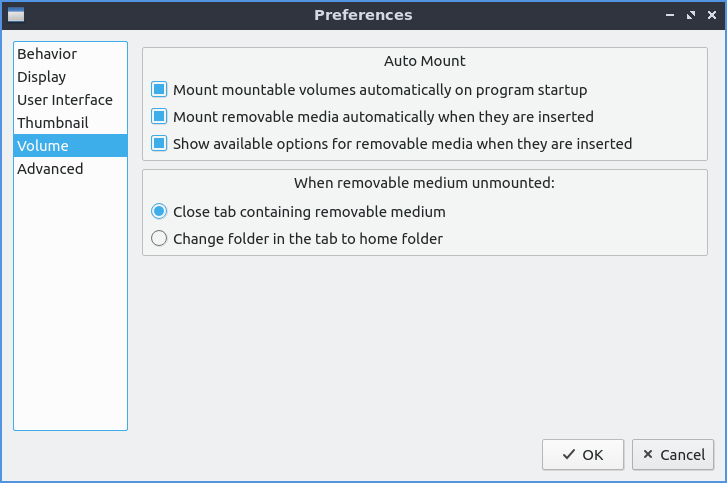 Preferences
Behavior
Display
User Interface
Thumbnail
Volume
Advanced
Auto Mount
Mount mountable volumes automatically on program startup
Mount removable media automatically when they are inserted
Show available options for removable media when they are inserted
When removable medium unmounted:
Close tab containing removable medium
Change folder in the tab to home folder
OK
Cancel